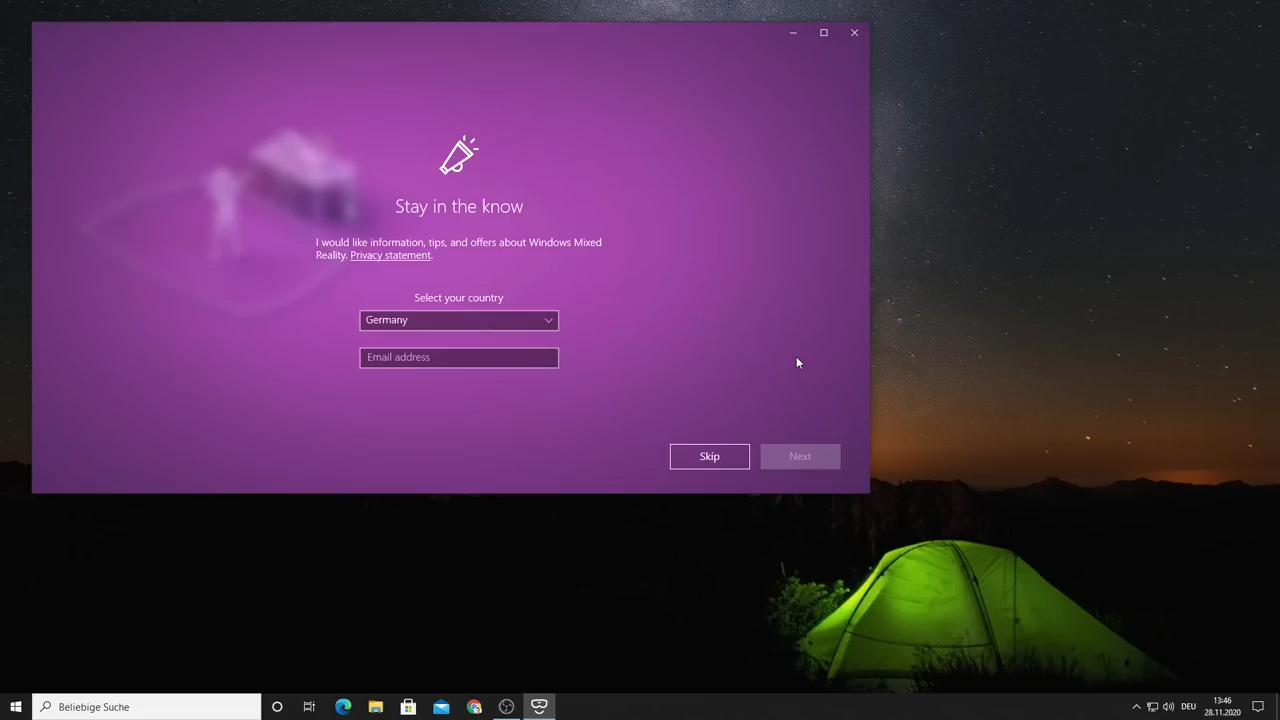 Stay in the know
I would like information, tips, and offers about Windows Mixed
Reality. Privacy statement.
Select your country
Germany
Email address
Skip
Next
Beliebige Suche
DEU
13:46
28.11.2020